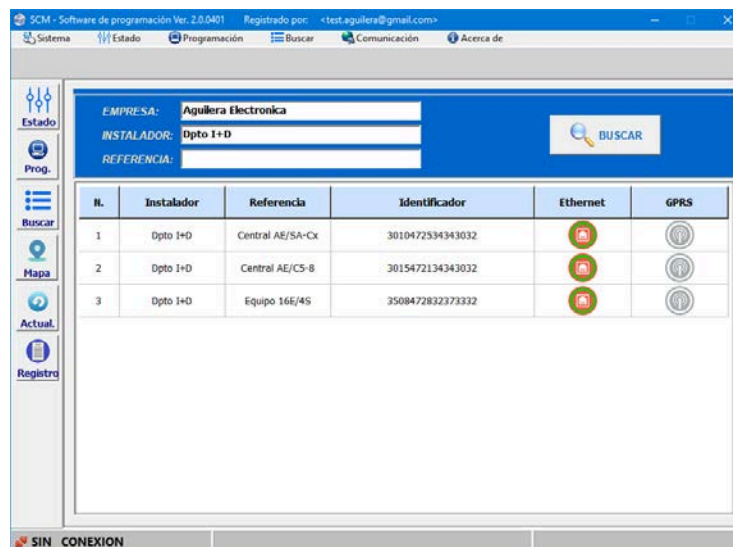 SCM - Software de programación Ver. 2.0.0401 Registrado por: <test.aguilera@gmail.com>
Sistema Estado Programación Buscar Comunicación Acerca de
Estado
Prog.
Buscar
Mapa
Actual.
Registro
EMPRESA: Aguilera Electronica
INSTALADOR: Dpto I+D
REFERENCIA:
BUSCAR
N. Instalador Referencia Identificador Ethernet GPRS
1 Dpto I+D Central AE/SA-Cx 3010472534343032
2 Dpto I+D Central AE/C5-8 3015472134343032
3 Dpto I+D Equipo 16E/4S 3508472832373332
SIN CONEXION